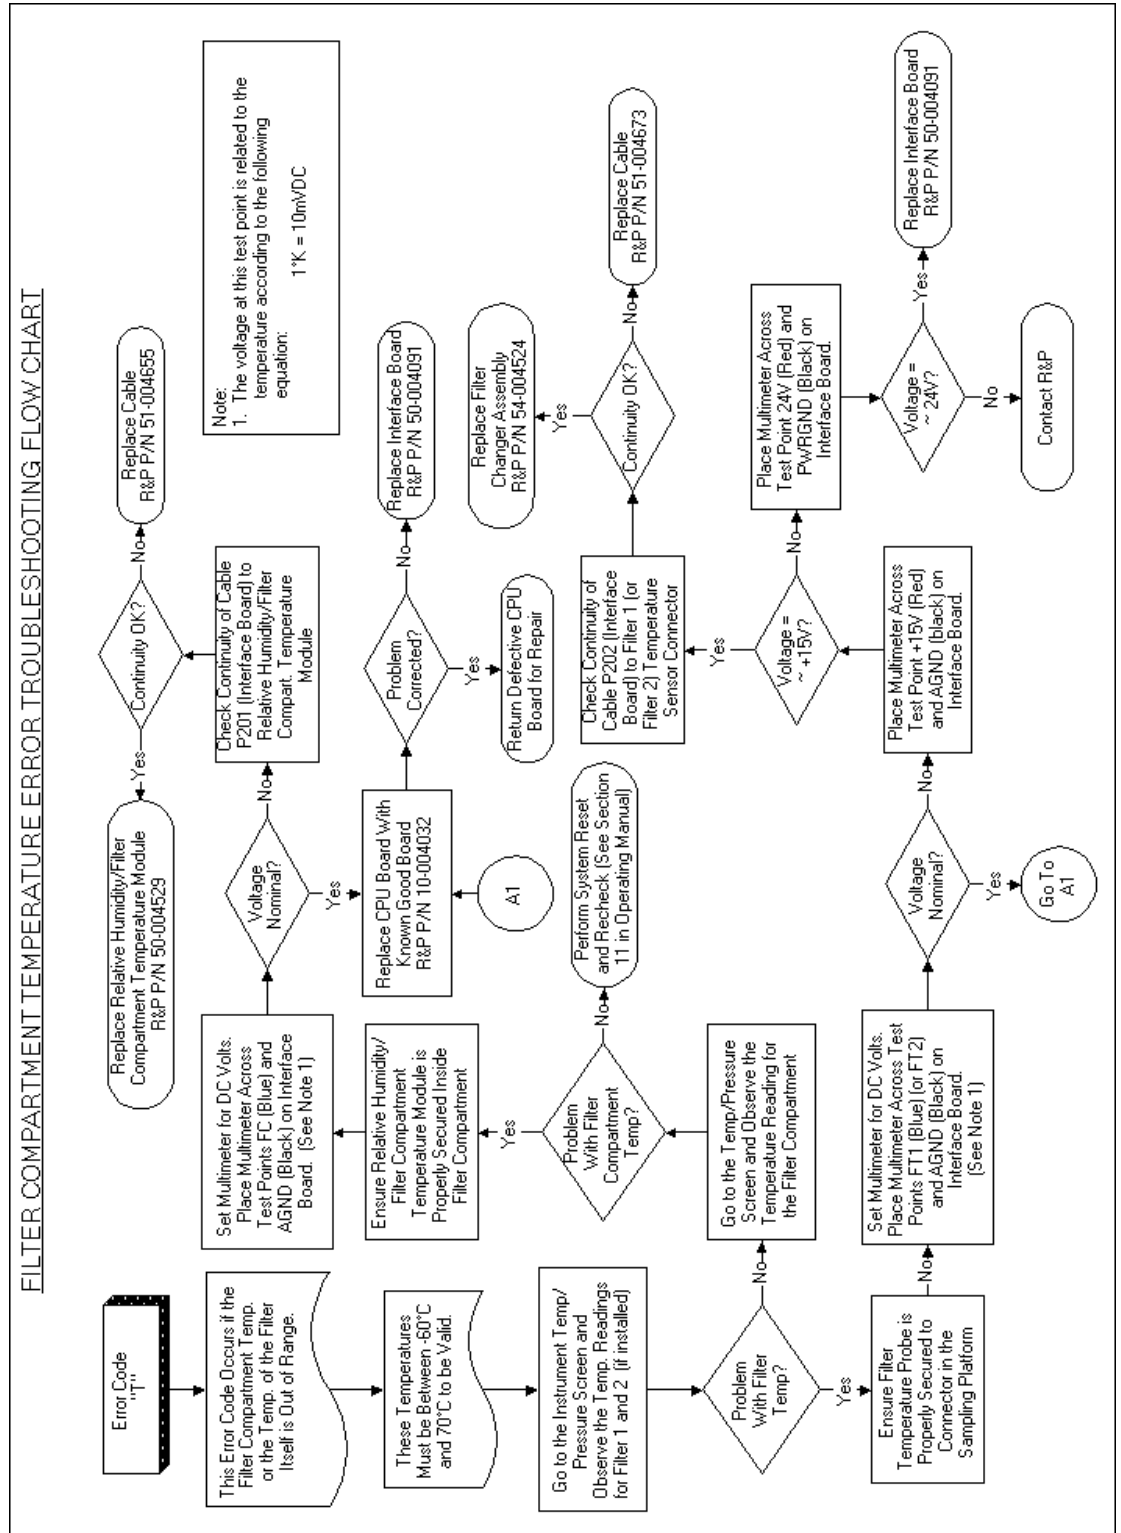 FILTER COMPARTMENT TEMPERATURE ERROR TROUBLESHOOTING FLOW CHART
Error Code
"T"
This Error Code Occurs if the
Filter Compartment Temp.
or the Temp. of the Filter
Itself is Out of Range.
These Temperatures
Must be Between -60°C
and 70°C to be Valid.
Go to the Instrument Temp/
Pressure Screen and
Observe the Temp. Readings
for Filter 1 and 2 (if installed)
Problem
With Filter
Temp?
No
Yes
Ensure Filter
Temperature Probe is
Properly Secured to
Connector in the
Sampling Platform
Go to the Temp/Pressure
Screen and Observe the
Temperature Reading for
the Filter Compartment
Problem
With Filter
Compartment
Temp?
No
Perform System Reset
and Recheck (See Section
11 in Operating Manual)
Yes
Ensure Relative Humidity/
Filter Compartment
Temperature Module is
Properly Secured Inside
Filter Compartment
Set Multimeter for DC Volts.
Place Multimeter Across
Test Points FC (Blue) and
AGND (Black) on Interface
Board. (See Note 1)
Voltage
Nominal?
No
Yes
Check Continuity of Cable
P201 (Interface Board) to
Relative Humidity/Filter
Compart. Temperature
Module
Continuity OK?
Yes
Replace Relative Humidity/Filter
Compartment Temperature Module
R&P P/N 50-004529
No
Replace Cable
R&P P/N 51-004655
Replace CPU Board With
Known Good Board
R&P P/N 10-004032
A1
Problem
Corrected?
No
Replace Interface Board
R&P P/N 50-004091
Yes
Return Defective CPU
Board for Repair
Set Multimeter for DC Volts.
Place Multimeter Across Test
Points FT1 (Blue) (or FT2)
and AGND (Black) on
Interface Board.
(See Note 1)
Voltage
Nominal?
Yes
Go To
A1
No
Place Multimeter Across
Test Point +15V (Red)
and AGND (black) on
Interface Board.
Voltage =
~ +15V?
Yes
Check Continuity of
Cable P202 (Interface
Board) to Filter 1 (or
Filter 2) Temperature
Sensor Connector
Continuity OK?
Yes
Replace Filter
Changer Assembly
R&P P/N 54-004524
No
Replace Cable
R&P P/N 51-004673
No
Place Multimeter Across
Test Point 24V (Red) and
PWRGND (Black) on
Interface Board.
Voltage =
~ 24V?
Yes
Replace Interface Board
R&P P/N 50-004091
No
Contact R&P
Note:
1. The voltage at this test point is related to the
temperature according to the following
equation:
1°K = 10mVDC